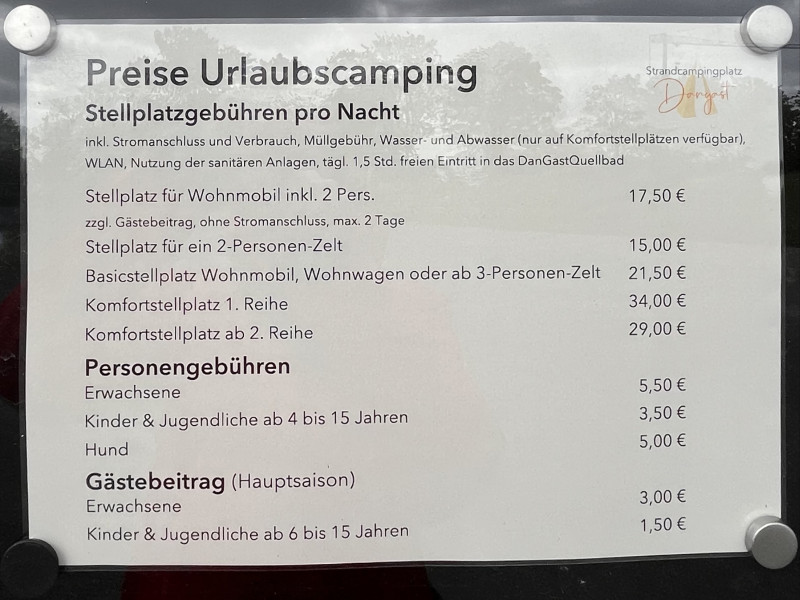 Preise Urlaubscamping
Strandcampingplatz
Dangast
Stellplatzgebühren pro Nacht
inkl. Stromanschluss und Verbrauch, Müllgebühr, Wasser- und Abwasser (nur auf Komfortstellplätzen verfügbar),
WLAN, Nutzung der sanitären Anlagen, tägl. 1,5 Std. freien Eintritt in das DanGastQuellbad
Stellplatz für Wohnmobil inkl. 2 Pers. 17,50 €
zzgl. Gästebeitrag, ohne Stromanschluss, max. 2 Tage
Stellplatz für ein 2-Personen-Zelt 15,00 €
Basicstellplatz Wohnmobil, Wohnwagen oder ab 3-Personen-Zelt 21,50 €
Komfortstellplatz 1. Reihe 34,00 €
Komfortstellplatz ab 2. Reihe 29,00 €
Personengebühren
Erwachsene 5,50 €
Kinder & Jugendliche ab 4 bis 15 Jahren 3,50 €
Hund 5,00 €
Gästebeitrag (Hauptsaison)
Erwachsene 3,00 €
Kinder & Jugendliche ab 6 bis 15 Jahren 1,50 €